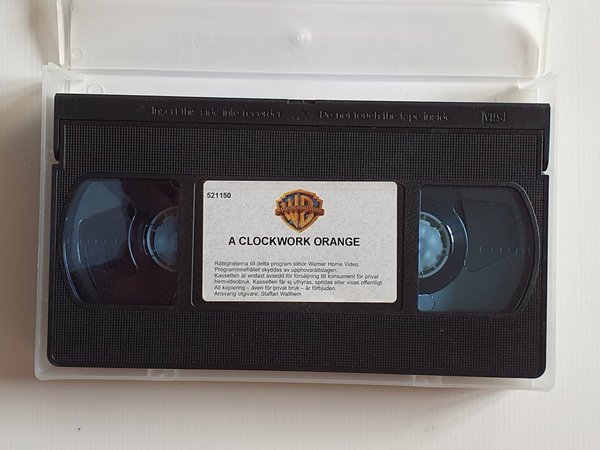 Insert this side into recorder
Do not touch the tape inside
VHS
521150
A CLOCKWORK ORANGE
Rättigheterna till detta program tillhör Warner Home Video.
Programinnehållet skyddas av upphovsrättslagen.
Kassetten är endast avsedd för försäljning till konsument för privat
hemvideobruk. Kassetten får ej uthyras, spridas eller visas offentligt.
All kopiering – även för privat bruk – är förbjuden.
Ansvarig utgivare: Staffan Wallhem